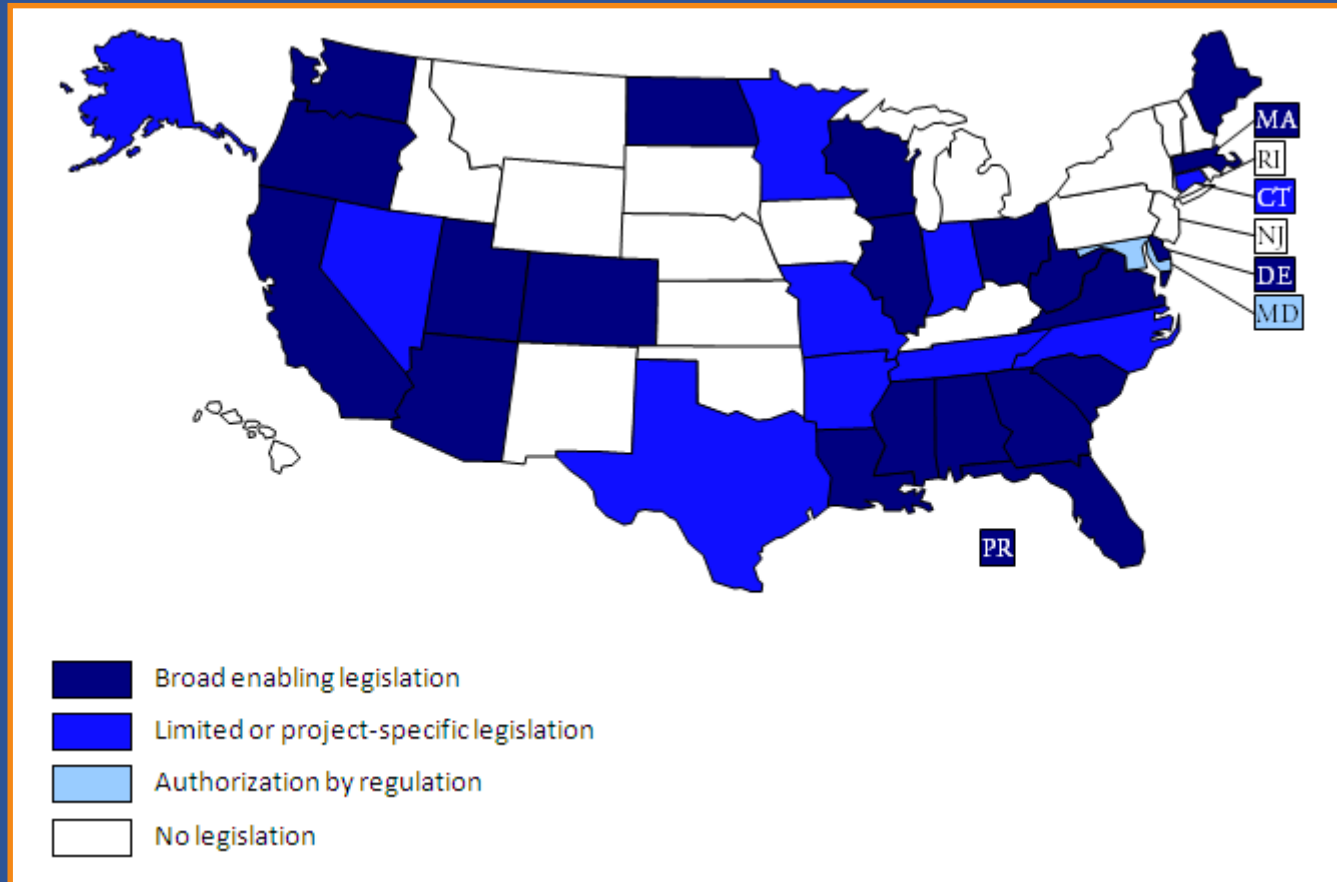 MA
RI
CT
NJ
DE
MD
PR
Broad enabling legislation
Limited or project-specific legislation
Authorization by regulation
No legislation